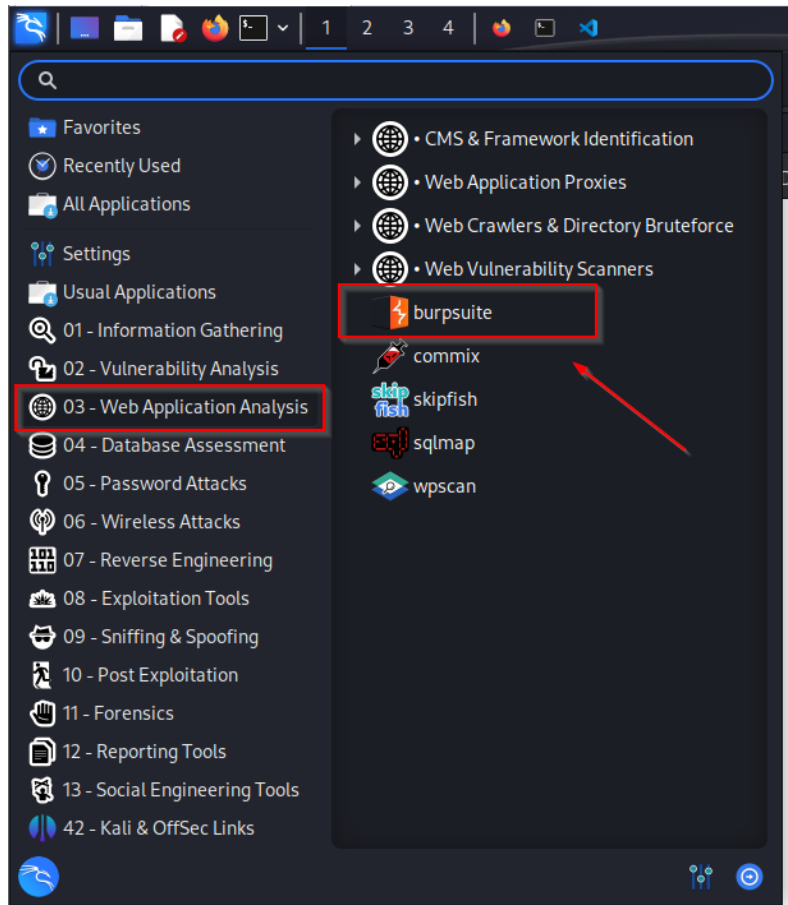 1 2 3 4
Favorites
Recently Used
All Applications
Settings
Usual Applications
01 - Information Gathering
02 - Vulnerability Analysis
03 - Web Application Analysis
04 - Database Assessment
05 - Password Attacks
06 - Wireless Attacks
07 - Reverse Engineering
08 - Exploitation Tools
09 - Sniffing & Spoofing
10 - Post Exploitation
11 - Forensics
12 - Reporting Tools
13 - Social Engineering Tools
42 - Kali & OffSec Links
• CMS & Framework Identification
• Web Application Proxies
• Web Crawlers & Directory Bruteforce
• Web Vulnerability Scanners
burpsuite
commix
skip
fish
skipfish
sqlmap
wpscan